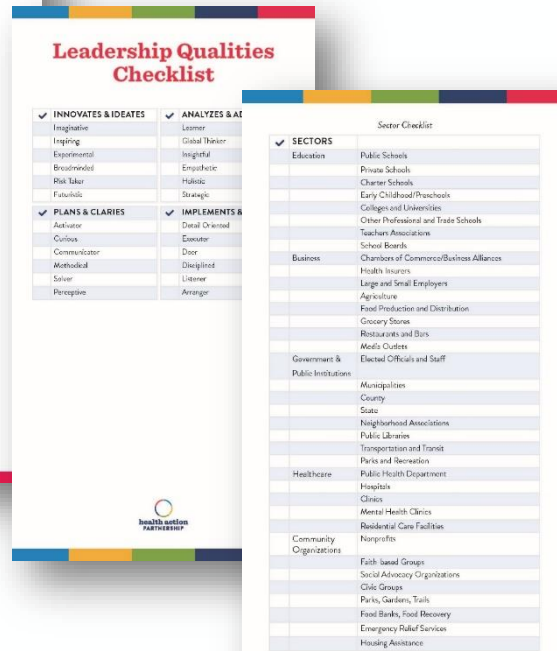 Leadership Qualities
Checklist
INNOVATES & IDEATES
Imaginative
Inspiring
Experimental
Broadminded
Risk Taker
Futuristic
ANALYZES & AD
Learner
Global Thinker
Insightful
Empathetic
Holistic
Strategic
PLANS & CLARIES
Activator
Curious
Communicator
Methodical
Solver
Perceptive
IMPLEMENTS &
Detail Oriented
Executor
Doer
Disciplined
Listener
Arranger
health action
PARTNERSHIP
Sector Checklist
SECTORS
Education Public Schools
Private Schools
Charter Schools
Early Childhood/Preschools
Colleges and Universities
Other Professional and Trade Schools
Teachers Associations
School Boards
Business Chambers of Commerce/Business Alliances
Health Insurers
Large and Small Employers
Agriculture
Food Production and Distribution
Grocery Stores
Restaurants and Bars
Media Outlets
Government & Elected Officials and Staff
Public Institutions
Municipalities
County
State
Neighborhood Associations
Public Libraries
Transportation and Transit
Parks and Recreation
Healthcare Public Health Department
Hospitals
Clinics
Mental Health Clinics
Residential Care Facilities
Community Nonprofits
Organizations
Faith-based Groups
Social Advocacy Organizations
Civic Groups
Parks, Gardens, Trails
Food Banks, Food Recovery
Emergency Relief Services
Housing Assistance